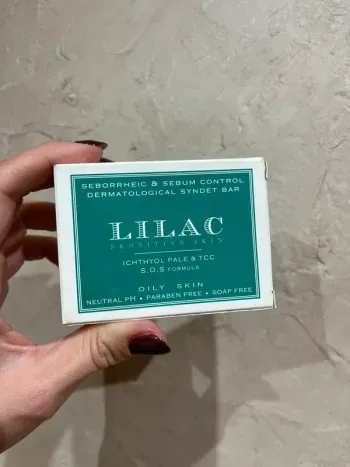 SEBORRHEIC & SEBUM CONTROL
DERMATOLOGICAL SYNDET BAR
LILAC
SENSITIVE SKIN
ICHTHYOL PALE & TCC
S.O.S FORMULA
OILY SKIN
NEUTRAL PH • PARABEN FREE • SOAP FREE